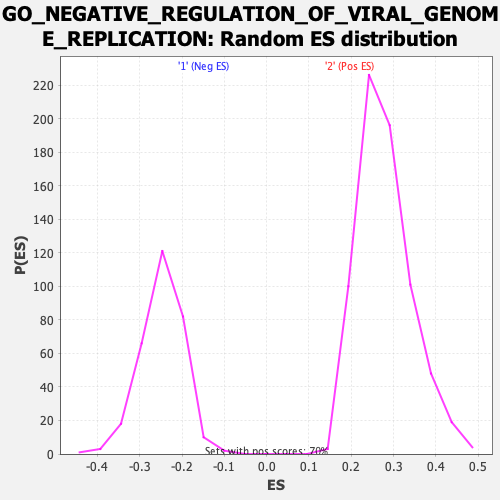 GO_NEGATIVE_REGULATION_OF_VIRAL_GENOM
E_REPLICATION: Random ES distribution
'1' (Neg ES) '2' (Pos ES)
P(ES)
220
200
180
160
140
120
100
80
60
40
20
0
Sets with pos scores: 70%
-0.4 -0.3 -0.2 -0.1 0.0 0.1 0.2 0.3 0.4 0.5
ES